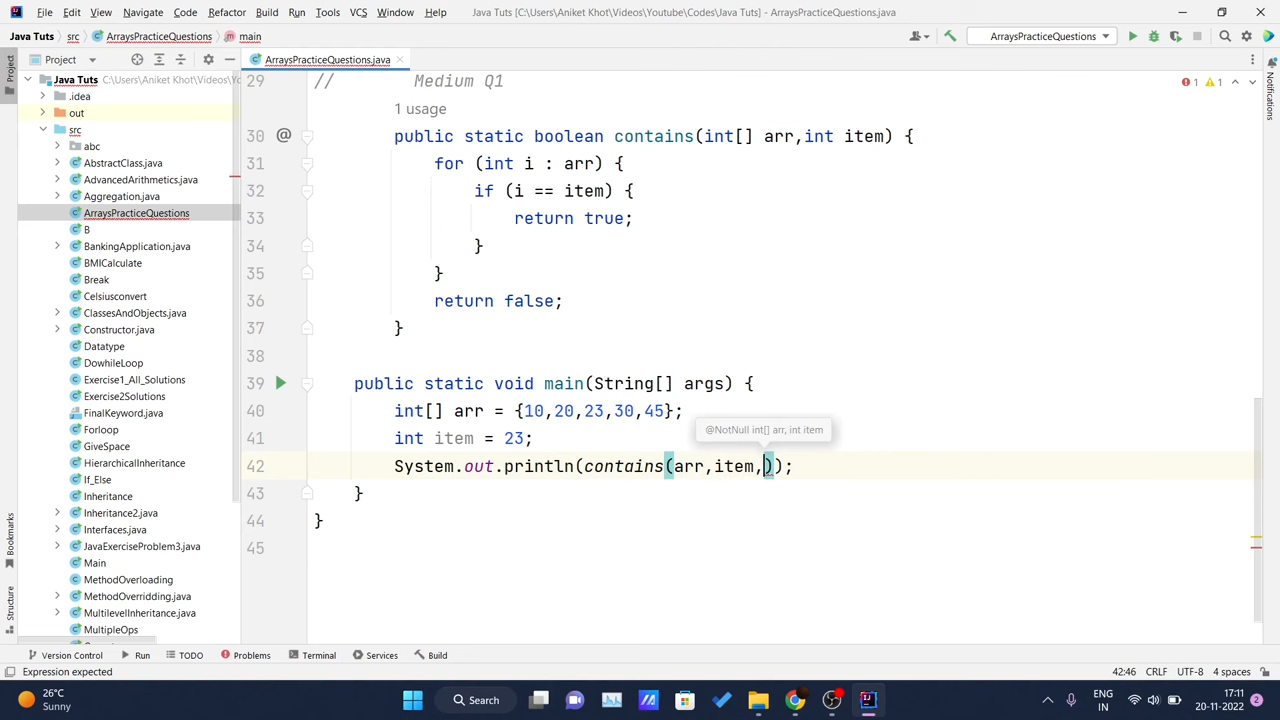 File Edit View Navigate Code Refactor Build Run Tools VCS Window Help Java Tuts [C:\Users\Aniket Khot\Videos\Youtube\Codes\Java Tuts] - ArraysPracticeQuestions.java
Java Tuts src ArraysPracticeQuestions main ArraysPracticeQuestions
Project
ArraysPracticeQuestions.java
Java Tuts C:\Users\Aniket Khot\Videos\Yo
.idea
out
src
abc
AbstractClass.java
AdvancedArithmetics.java
Aggregation.java
ArraysPracticeQuestions
B
BankingApplication.java
BMICalculate
Break
Celsiusconvert
ClassesAndObjects.java
Constructor.java
Datatype
DowhileLoop
Exercise1_All_Solutions
Exercise2Solutions
FinalKeyword.java
Forloop
GiveSpace
HierarchicalInheritance
If_Else
Inheritance
Inheritance2.java
Interfaces.java
JavaExerciseProblem3.java
Main
MethodOverloading
MethodOverridding.java
MultilevelInheritance.java
MultipleOps
Project
Bookmarks
Structure
29 // Medium Q1
1 usage
30 @ public static boolean contains(int[] arr,int item) {
31 for (int i : arr) {
32 if (i == item) {
33 return true;
34 }
35 }
36 return false;
37 }
38
39 public static void main(String[] args) {
40 int[] arr = {10,20,23,30,45};
@NotNull int[] arr, int item
41 int item = 23;
42 System.out.println(contains(arr,item,));
43 }
44 }
45
1 1
Notifications
Version Control Run TODO Problems Terminal Services Build
Expression expected 42:46 CRLF UTF-8 4 spaces
26°C
Sunny
Search
ENG
IN
17:11
20-11-2022
2